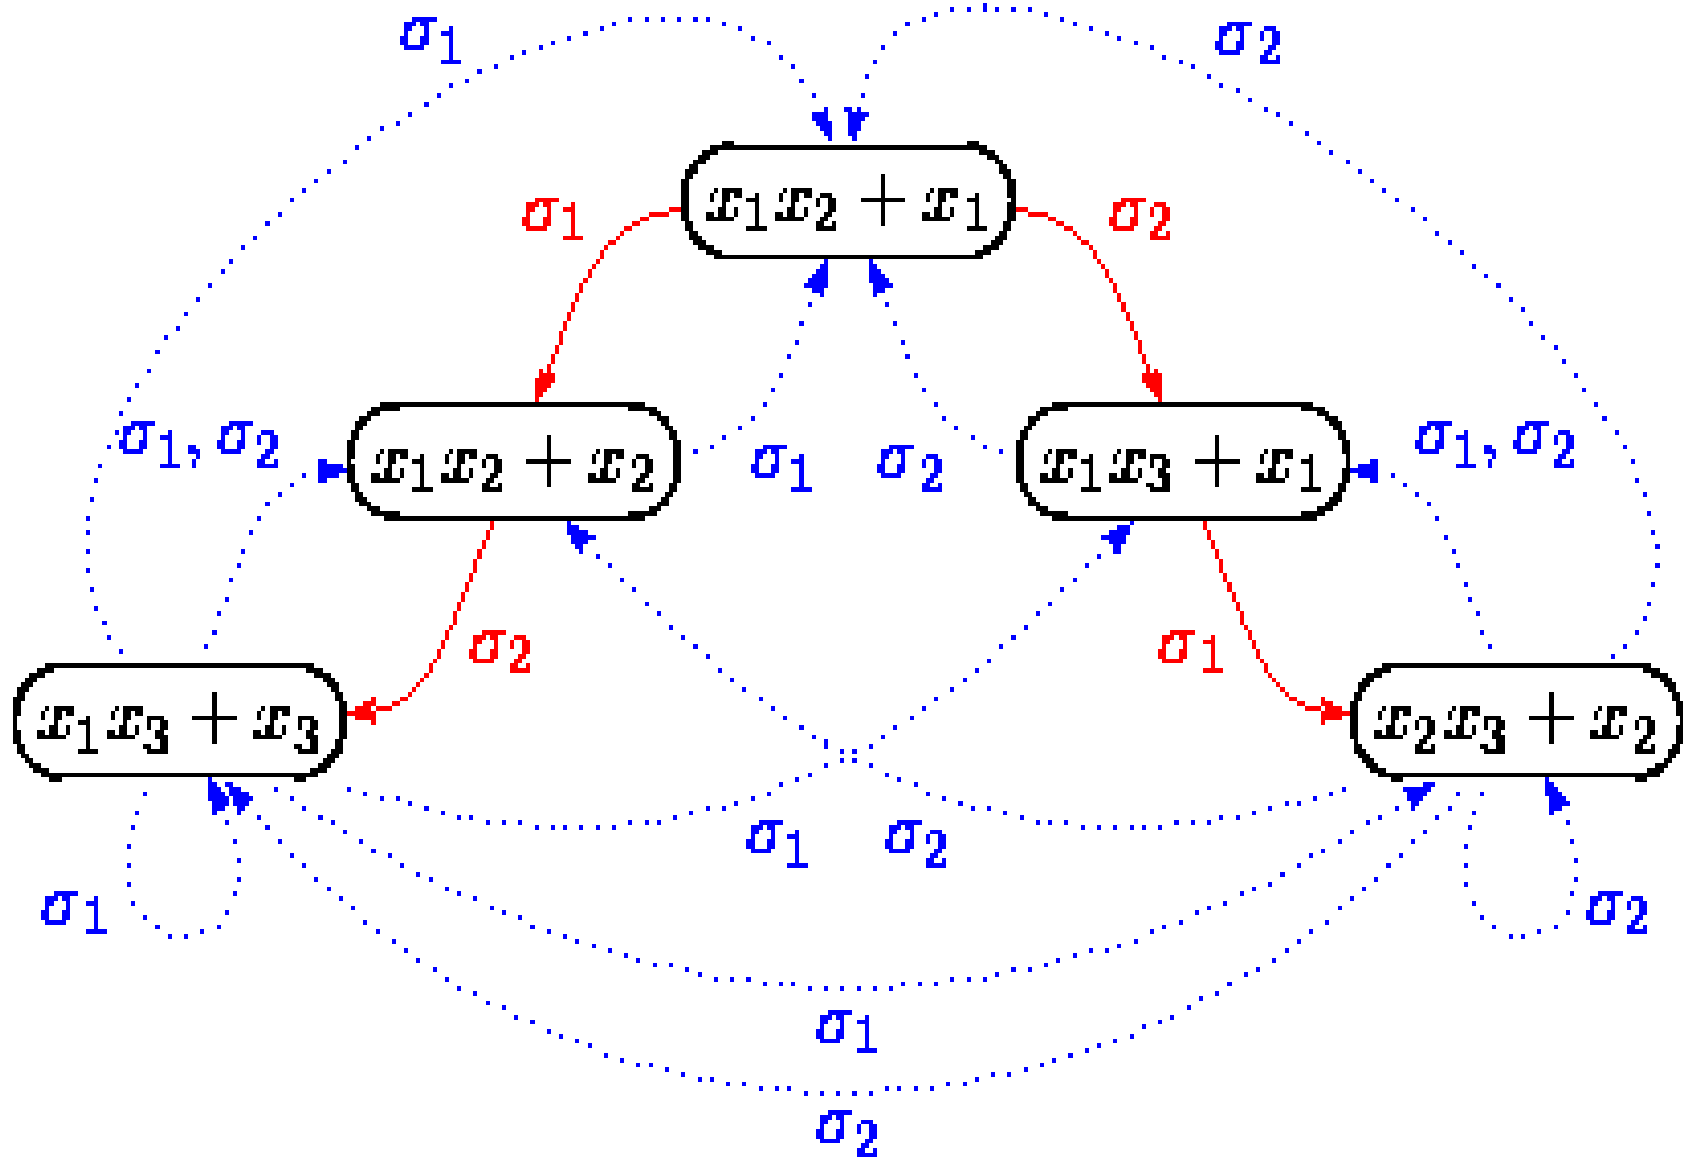 σ₁ σ₂
x₁x₂ + x₁
σ₁ σ₂
σ₁, σ₂ σ₁, σ₂
x₁x₂ + x₂ σ₁ σ₂ x₁x₃ + x₁
σ₂ σ₁
x₁x₃ + x₃ x₂x₃ + x₂
σ₁ σ₂
σ₁ σ₂
σ₁
σ₂